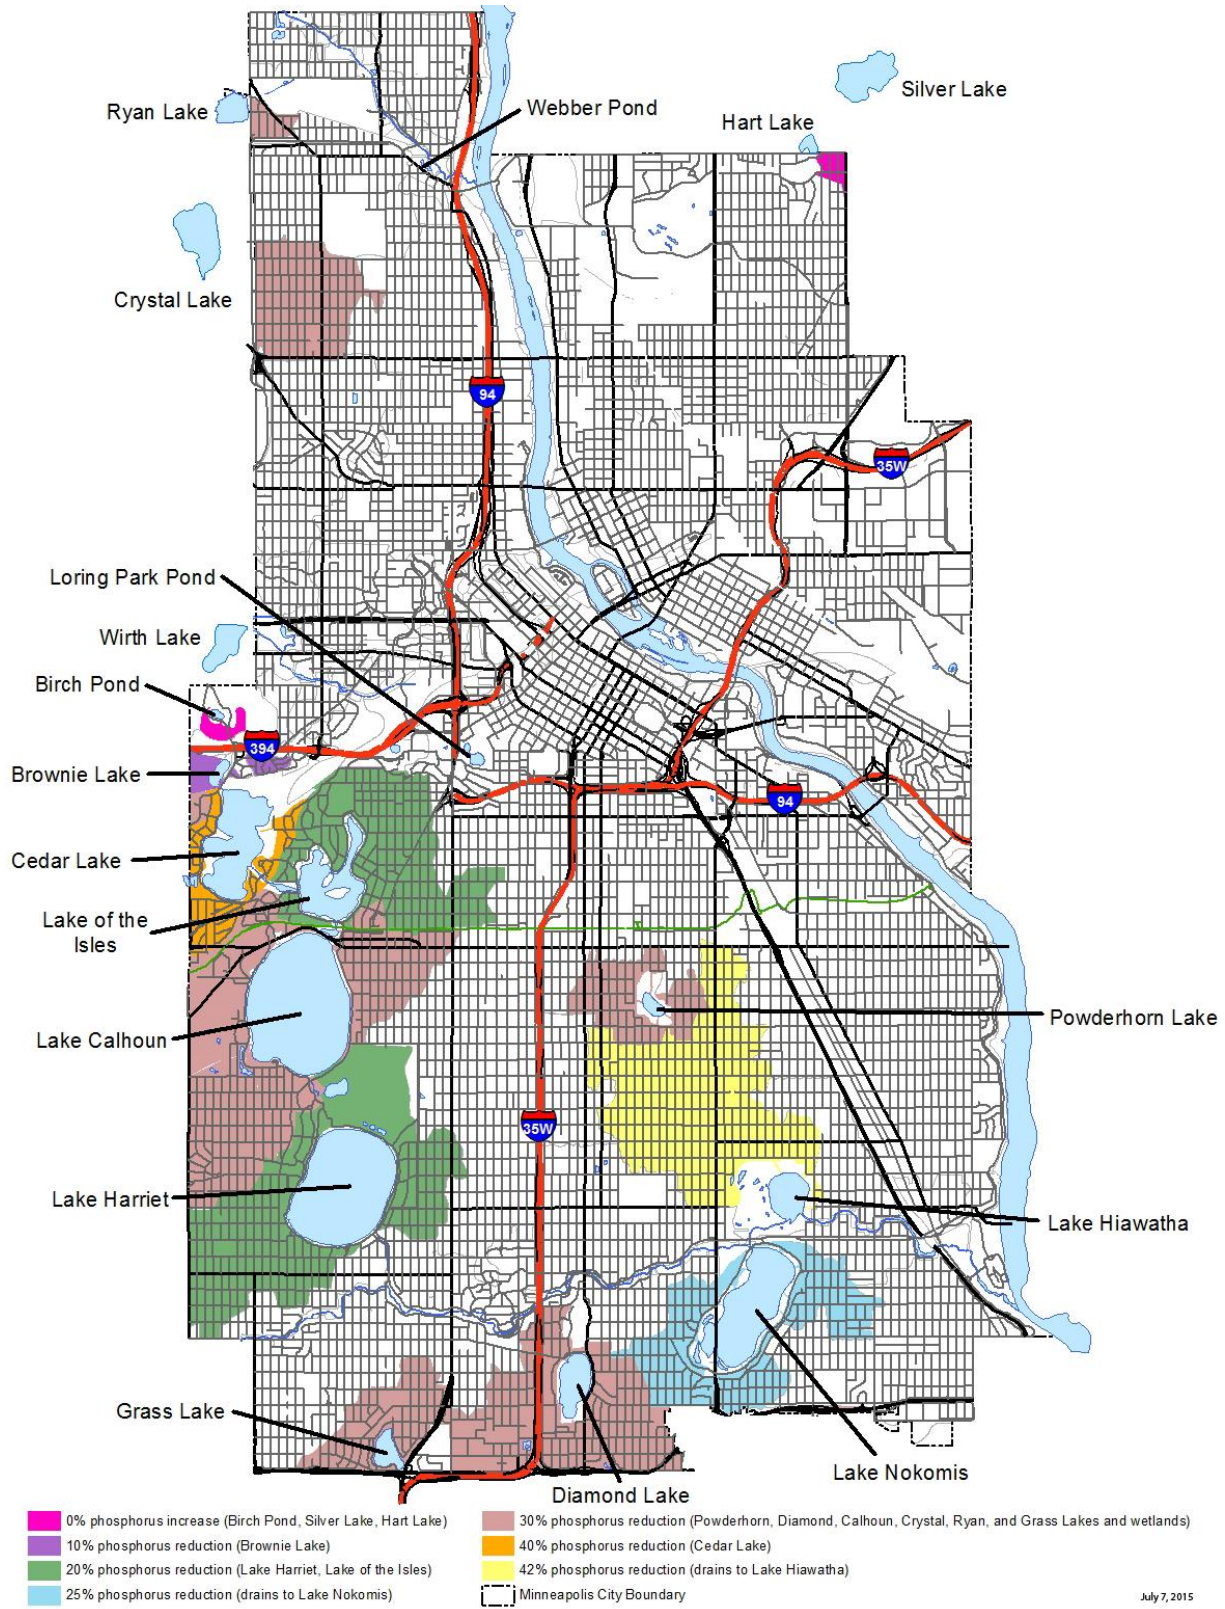 Silver Lake
Ryan Lake
Webber Pond
Hart Lake
Crystal Lake
94
35W
Loring Park Pond
Wirth Lake
Birch Pond
394
Brownie Lake
94
Cedar Lake
Lake of the
Isles
Powderhorn Lake
Lake Calhoun
35W
Lake Harriet
Lake Hiawatha
Grass Lake
Lake Nokomis
Diamond Lake
0% phosphorus increase (Birch Pond, Silver Lake, Hart Lake)
10% phosphorus reduction (Brownie Lake)
20% phosphorus reduction (Lake Harriet, Lake of the Isles)
25% phosphorus reduction (drains to Lake Nokomis)
30% phosphorus reduction (Powderhorn, Diamond, Calhoun, Crystal, Ryan, and Grass Lakes and wetlands)
40% phosphorus reduction (Cedar Lake)
42% phosphorus reduction (drains to Lake Hiawatha)
Minneapolis City Boundary
July 7, 2015